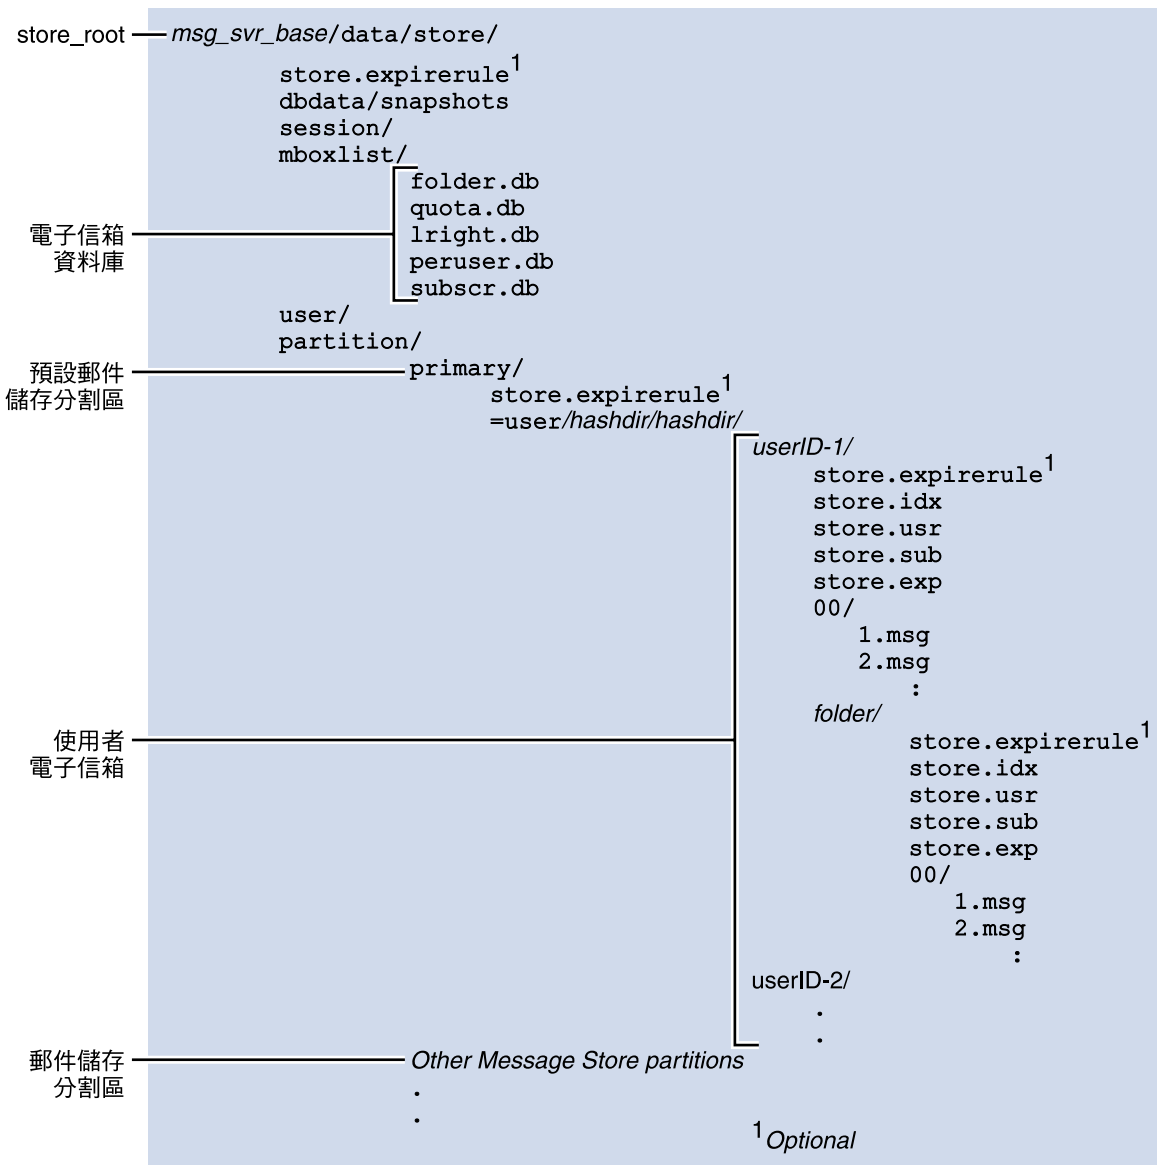 store_root msg_svr_base/data/store/
store.expirerule1
dbdata/snapshots
session/
mboxlist/
folder.db
quota.db
電子信箱 lright.db
資料庫 peruser.db
subscr.db
user/
partition/
預設郵件 primary/
儲存分割區 store.expirerule1
=user/hashdir/hashdir/
userID-1/
store.expirerule1
store.idx
store.usr
store.sub
store.exp
00/
1.msg
2.msg
:
folder/
使用者 store.expirerule1
電子信箱 store.idx
store.usr
store.sub
store.exp
00/
1.msg
2.msg
:
userID-2/
.
.
郵件儲存 Other Message Store partitions
分割區
.
.
1Optional